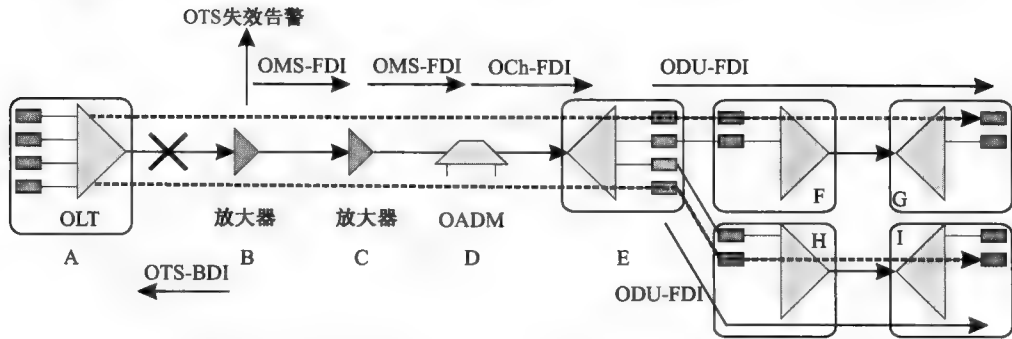 OTS失效告警
OMS-FDI
OMS-FDI
OCh-FDI
ODU-FDI
OLT
放大器
放大器
OADM
F
G
A
B
C
D
E
H
I
OTS-BDI
ODU-FDI